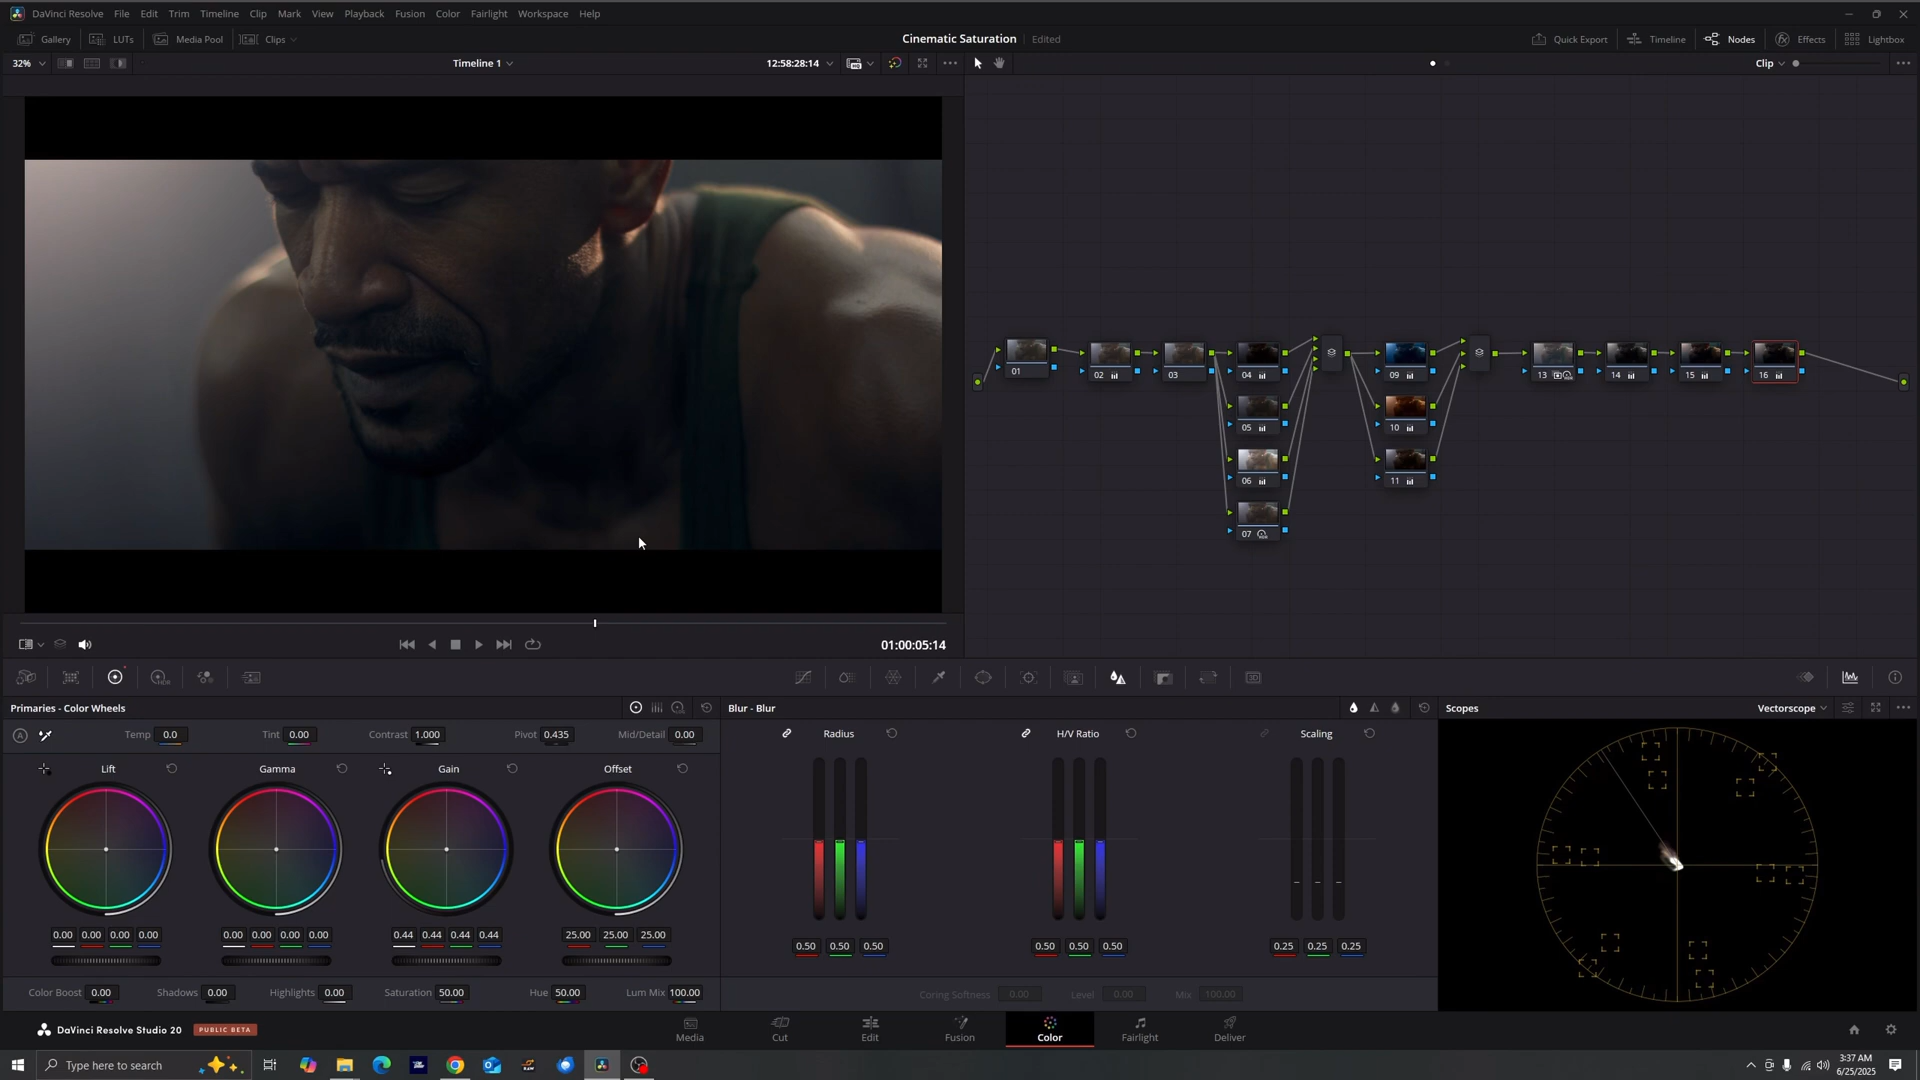 DaVinci Resolve File Edit Trim Timeline Clip Mark View Playback Fusion Color Fairlight Workspace Help
Gallery LUTs Media Pool Clips Cinematic Saturation Edited Quick Export Timeline Nodes Effects Lightbox
32% Timeline 1 12:58:28:14 Clip
01 02 03 04 09 13 14 15 16
05 10
06 11
07
01:00:05:14
Primaries - Color Wheels Blur - Blur Scopes Vectorscope
Temp 0.0 Tint 0.00 Contrast 1.000 Pivot 0.435 Mid/Detail 0.00 Radius H/V Ratio Scaling
Lift Gamma Gain Offset
0.00 0.00 0.00 0.00 0.00 0.00 0.00 0.00 0.44 0.44 0.44 0.44 25.00 25.00 25.00
0.50 0.50 0.50 0.50 0.50 0.50 0.25 0.25 0.25
Color Boost 0.00 Shadows 0.00 Highlights 0.00 Saturation 50.00 Hue 50.00 Lum Mix 100.00 Coring Softness 0.00 Level 0.00 Mix 100.00
DaVinci Resolve Studio 20 PUBLIC BETA
Media Cut Edit Fusion Color Fairlight Deliver
Type here to search
3:37 AM
6/25/2025